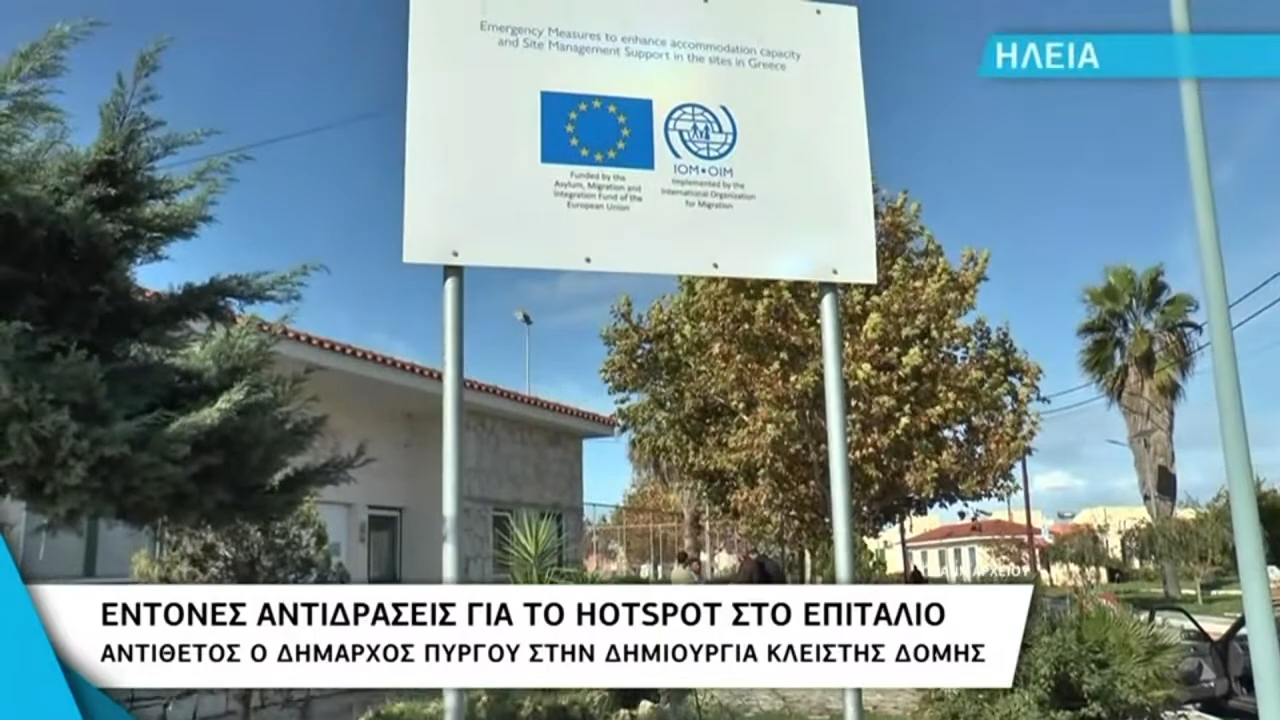 Emergency Measures to enhance accommodation capacity
and Site Management Support in the sites in Greece
ΗΛΕΙΑ
IOM•OIM
Funded by the
Asylum, Migration and
Integration Fund of the
European Union
Implemented by the
International Organization
for Migration
ΕΝΤΟΝΕΣ ΑΝΤΙΔΡΑΣΕΙΣ ΓΙΑ ΤΟ HOTSPOT ΣΤΟ ΕΠΙΤΑΛΙΟ
ΑΝΤΙΘΕΤΟΣ Ο ΔΗΜΑΡΧΟΣ ΠΥΡΓΟΥ ΣΤΗΝ ΔΗΜΙΟΥΡΓΙΑ ΚΛΕΙΣΤΗΣ ΔΟΜΗΣ